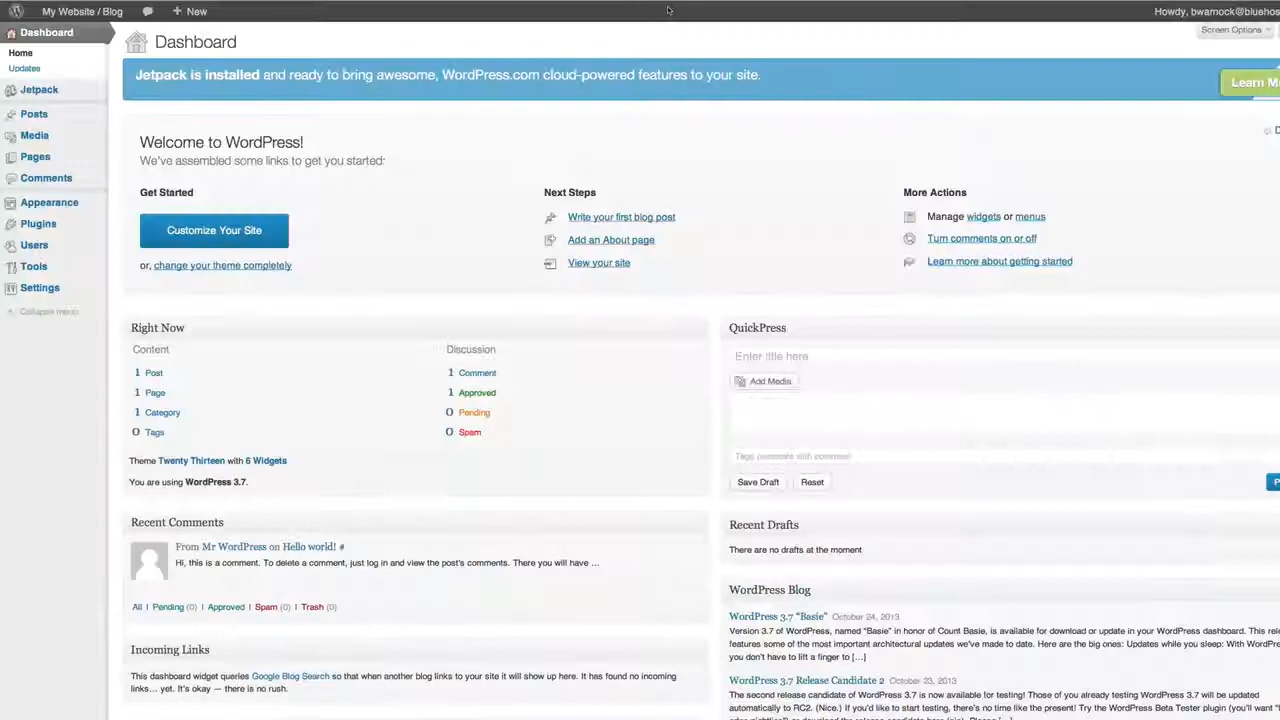 My Website / Blog + New Howdy, bwarnock@bluehos
Dashboard
Home
Updates
Jetpack
Posts
Media
Pages
Comments
Appearance
Plugins
Users
Tools
Settings
Collapse menu
Screen Options
Dashboard
Jetpack is installed and ready to bring awesome, WordPress.com cloud-powered features to your site.
Learn M
Welcome to WordPress!
We've assembled some links to get you started:
Get Started
Customize Your Site
or, change your theme completely
Next Steps
Write your first blog post
Add an About page
View your site
More Actions
Manage widgets or menus
Turn comments on or off
Learn more about getting started
Right Now
Content
1 Post
1 Page
1 Category
0 Tags
Discussion
1 Comment
1 Approved
0 Pending
0 Spam
Theme Twenty Thirteen with 6 Widgets
You are using WordPress 3.7.
Recent Comments
From Mr WordPress on Hello world! #
Hi, this is a comment. To delete a comment, just log in and view the post's comments. There you will have ...
All | Pending (0) | Approved | Spam (0) | Trash (0)
Incoming Links
This dashboard widget queries Google Blog Search so that when another blog links to your site it will show up here. It has found no incoming
links… yet. It's okay — there is no rush.
QuickPress
Enter title here
Add Media
Tags (separate with commas)
Save Draft Reset
Recent Drafts
There are no drafts at the moment
WordPress Blog
WordPress 3.7 "Basie" October 24, 2013
Version 3.7 of WordPress, named "Basie" in honor of Count Basie, is available for download or update in your WordPress dashboard. This rele
features some of the most important architectural updates we've made to date. Here are the big ones: Updates while you sleep: With WordPre
you don't have to lift a finger to […]
WordPress 3.7 Release Candidate 2 October 23, 2013
The second release candidate of WordPress 3.7 is now available for testing! Those of you already testing WordPress 3.7 will be updated
automatically to RC2. (Nice.) If you'd like to start testing, there's no time like the present! Try the WordPress Beta Tester plugin (you'll want "